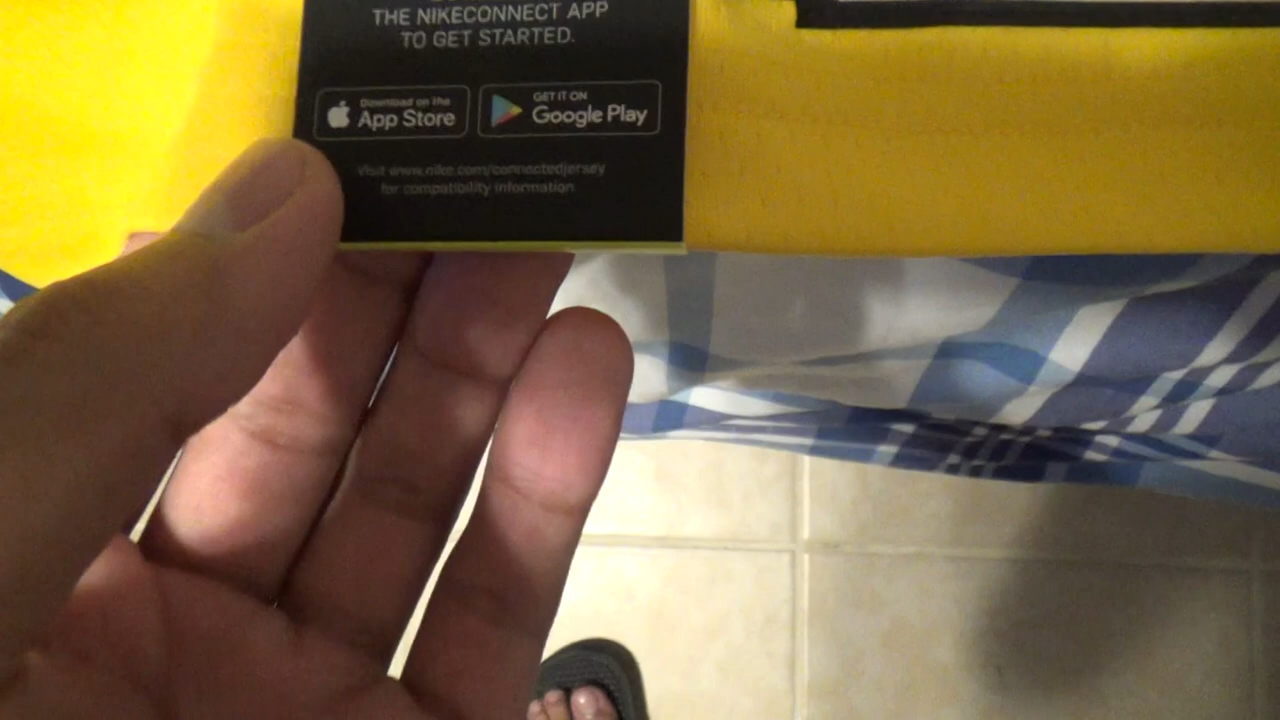 THE NIKECONNECT APP
TO GET STARTED.
Download on the
App Store
GET IT ON
Google Play
Visit www.nike.com/connectedjersey
for compatibility information